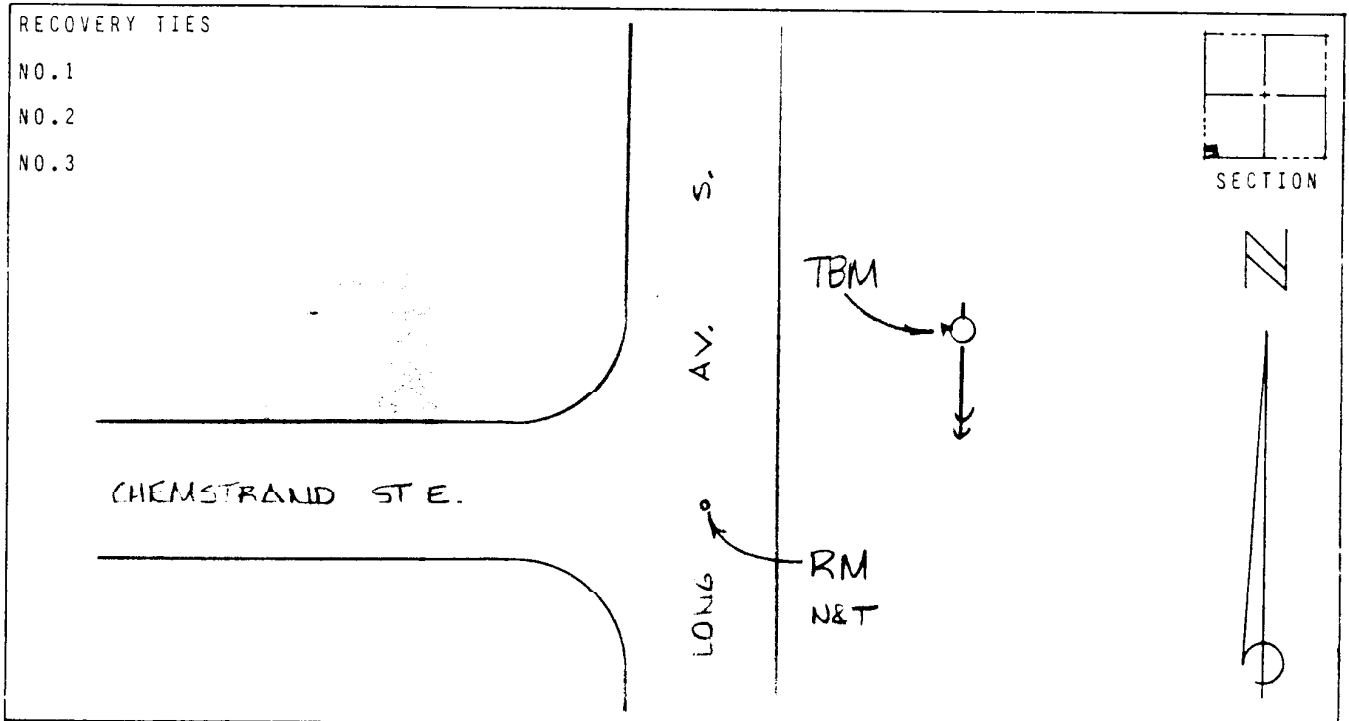 RECOVERY TIES
NO.1
NO.2
NO.3
SECTION
N
TBM
LONG AV. S.
CHEMSTRAND ST E.
RM
N&T